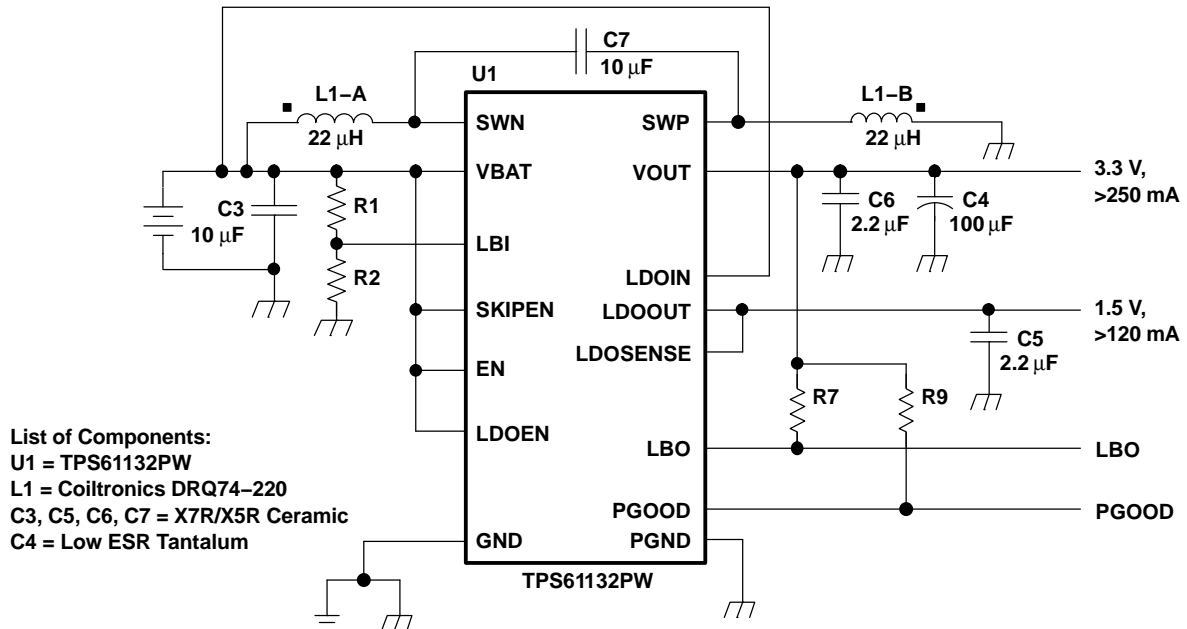 C7
10 µF
U1
L1–A
22 µH
SWN
SWP
L1–B
22 µH
VBAT
VOUT
3.3 V,
>250 mA
C3
10 µF
R1
C6
2.2 µF
C4
100 µF
LBI
R2
LDOIN
SKIPEN
LDOOUT
1.5 V,
>120 mA
LDOSENSE
C5
2.2 µF
EN
R7
R9
LDOEN
LBO
LBO
List of Components:
U1 = TPS61132PW
L1 = Coiltronics DRQ74–220
C3, C5, C6, C7 = X7R/X5R Ceramic
C4 = Low ESR Tantalum
PGOOD
PGOOD
GND
PGND
TPS61132PW